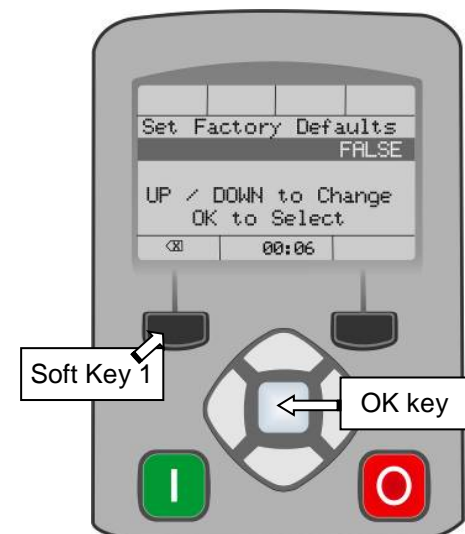 Set Factory Defaults
FALSE
UP / DOWN to Change
OK to Select
⌫ 00:06
Soft Key 1
OK key
I O